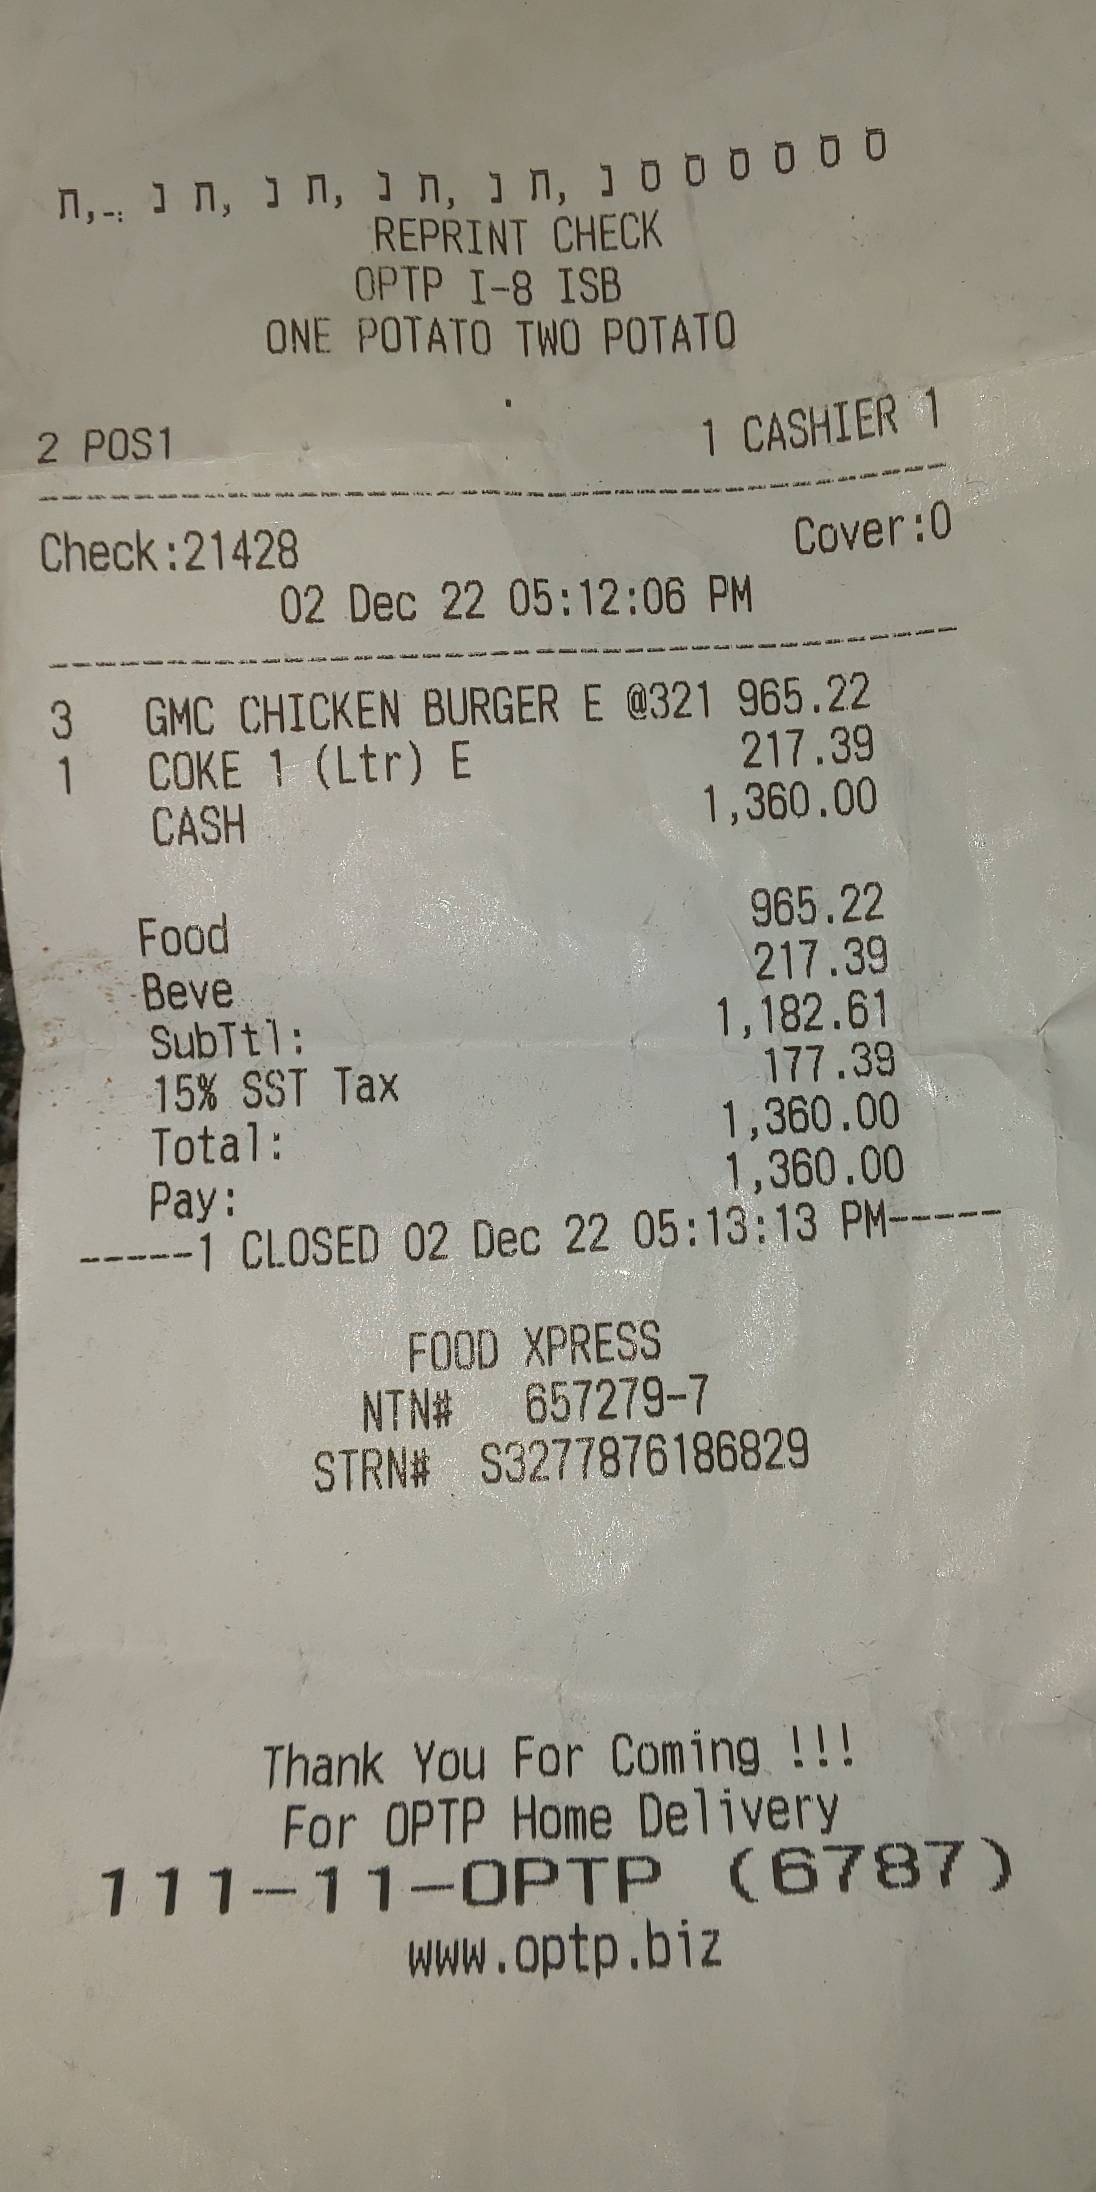 ת,-: נ ת, נ ת, נ ת, נ ת, נ ס ס ס ס ס ס
REPRINT CHECK
OPTP I-8 ISB
ONE POTATO TWO POTATO
2 POS1 1 CASHIER 1
Check:21428 Cover:0
02 Dec 22 05:12:06 PM
3 GMC CHICKEN BURGER E @321 965.22
1 COKE 1 (Ltr) E 217.39
CASH 1,360.00
Food 965.22
Beve 217.39
SubTtl: 1,182.61
15% SST Tax 177.39
Total: 1,360.00
Pay: 1,360.00
-----1 CLOSED 02 Dec 22 05:13:13 PM-----
FOOD XPRESS
NTN# 657279-7
STRN# S3277876186829
Thank You For Coming !!!
For OPTP Home Delivery
111-11-OPTP (6787)
www.optp.biz